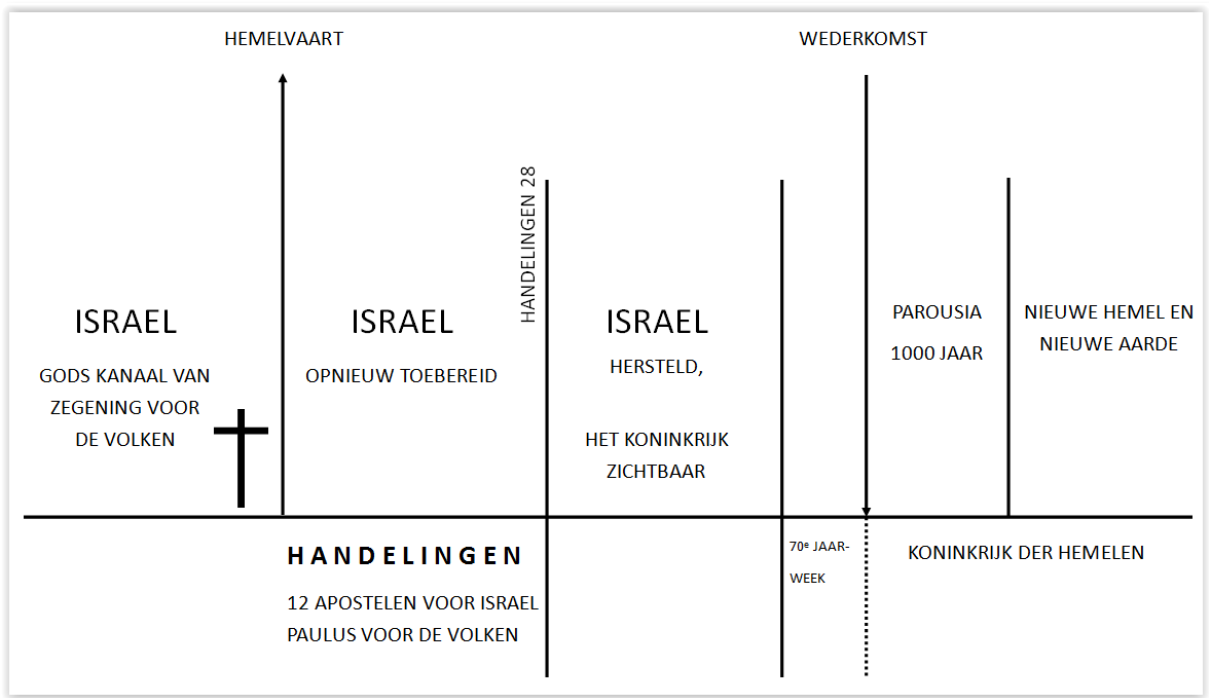 HEMELVAART
WEDERKOMST
HANDELINGEN 28
ISRAEL
GODS KANAAL VAN
ZEGENING VOOR
DE VOLKEN
ISRAEL
OPNIEUW TOEBEREID
ISRAEL
HERSTELD,
HET KONINKRIJK
ZICHTBAAR
PAROUSIA
1000 JAAR
NIEUWE HEMEL EN
NIEUWE AARDE
HANDELINGEN
12 APOSTELEN VOOR ISRAEL
PAULUS VOOR DE VOLKEN
70e JAAR-
WEEK
KONINKRIJK DER HEMELEN